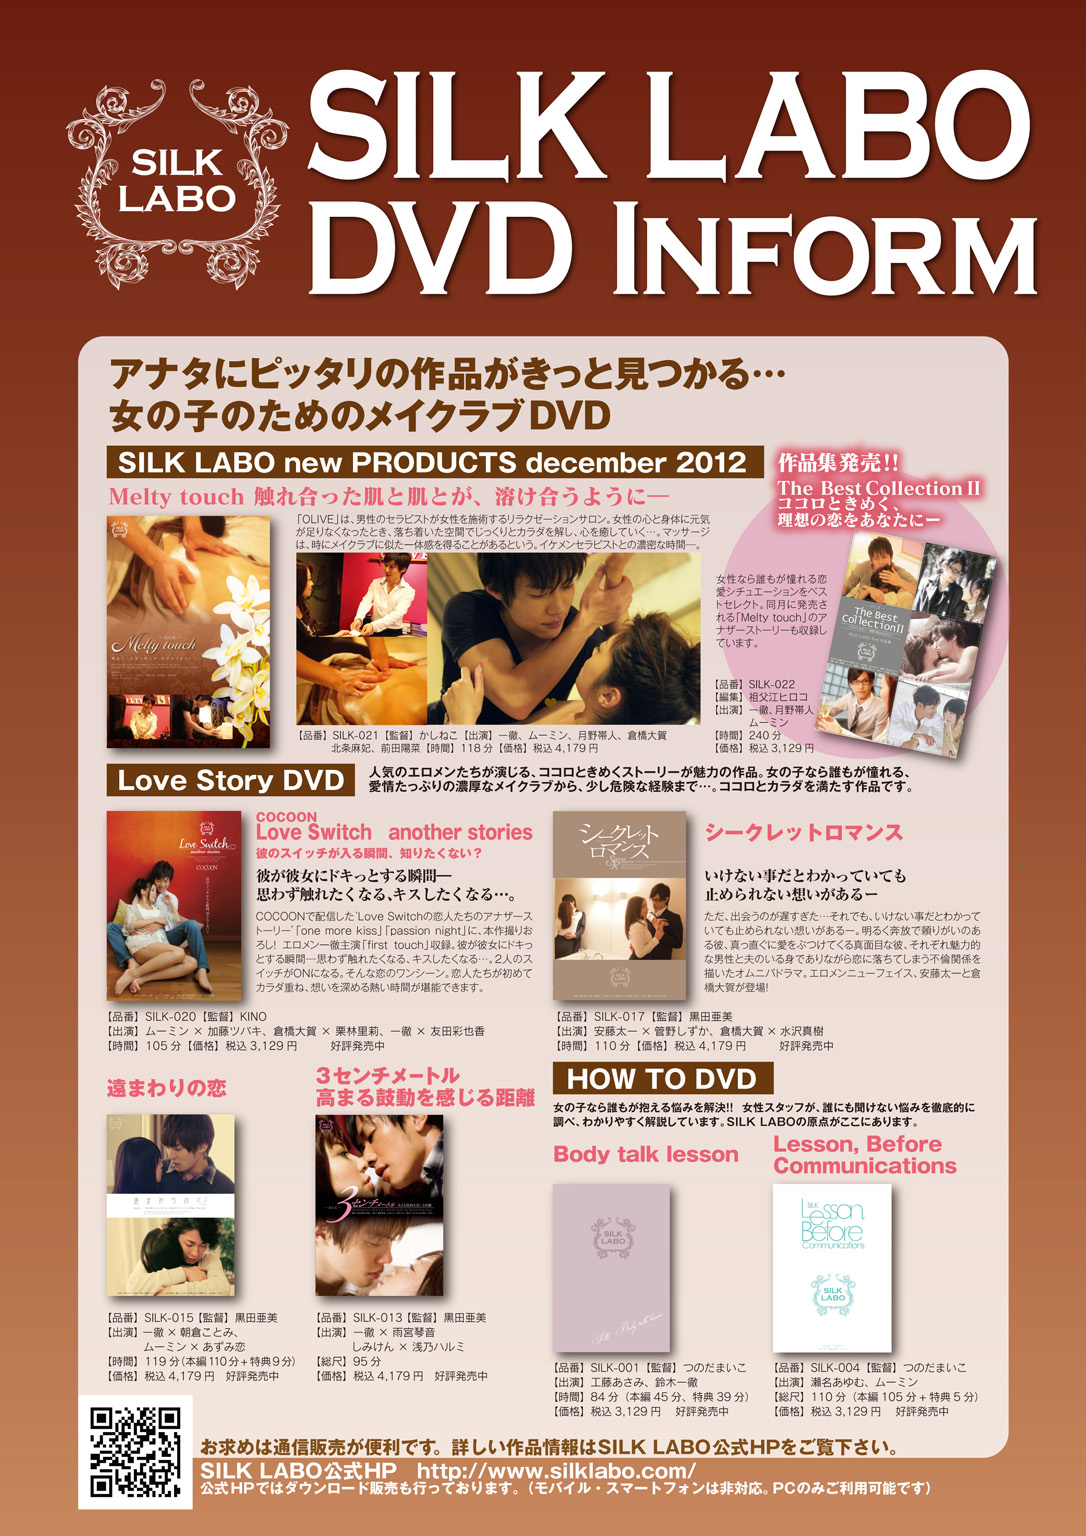 SILK LABO
SILK
LABO
DVD INFORM
アナタにピッタリの作品がきっと見つかる…
女の子のためのメイクラブDVD
SILK LABO new PRODUCTS december 2012
Melty touch 触れ合った肌と肌とが、溶け合うように―
「OLIVE」は、男性のセラピストが女性を施術するリラクゼーションサロン。女性の心と身体に元気
が足りなくなったとき、落ち着いた空間でじっくりとカラダを解し、心を癒していく…。マッサージ
は、時にメイクラブに似た一体感を得ることがあるという。イケメンセラピストとの濃密な時間―。
Melty touch
【品番】SILK-021【監督】かしねこ【出演】一徹、ムーミン、月野帯人、倉橋大賀
北条麻妃、前田陽菜【時間】118分【価格】税込4,179円
作品集発売!!
The Best Collection II
ココロときめく、
理想の恋をあなたにー
女性なら誰もが憧れる恋
愛シチュエーションをベス
トセレクト。同月に発売さ
れる「Melty touch」のア
ナザーストーリーも収録し
ています。
The Best
Collection II
SILK
LABO
【品番】SILK-022
【編集】祖父江ヒロコ
【出演】一徹、月野帯人
ムーミン
【時間】240分
【価格】税込3,129円
Love Story DVD
人気のエロメンたちが演じる、ココロときめくストーリーが魅力の作品。女の子なら誰もが憧れる、
愛情たっぷりの濃厚なメイクラブから、少し危険な経験まで…。ココロとカラダを満たす作品です。
Love Switch
another stories
COCOON
COCOON
Love Switch another stories
彼のスイッチが入る瞬間、知りたくない？
彼が彼女にドキっとする瞬間―
思わず触れたくなる、キスしたくなる…。
COCOONで配信した'Love Switchの恋人たちのアナザース
トーリー'「one more kiss」「passion night」に、本作撮りお
ろし! エロメン一徹主演「first touch」収録。彼が彼女にドキっ
とする瞬間―思わず触れたくなる、キスしたくなる…。2人のス
イッチがONになる。そんな恋のワンシーン。恋人たちが初めて
カラダ重ね、想いを深める熱い時間が堪能できます。
【品番】SILK-020【監督】KINO
【出演】ムーミン × 加藤ツバキ、倉橋大賀 × 栗林里莉、一徹 × 友田彩也香
【時間】105分【価格】税込3,129円 好評発売中
シークレット
ロマンス
シークレットロマンス
いけない事だとわかっていても
止められない想いがあるー
ただ、出会うのが遅すぎた…それでも、いけない事だとわかって
いても止められない想いがあるー。明るく奔放で頼りがいのあ
る彼、真っ直ぐに愛をぶつけてくる真面目な彼、それぞれ魅力的
な男性と夫のいる身でありながら恋に落ちてしまう不倫関係を
描いたオムニバドラマ。エロメンニューフェイス、安藤太一と倉
橋大賀が登場!
【品番】SILK-017【監督】黒田亜美
【出演】安藤太一 × 管野しずか、倉橋大賀 × 水沢真樹
【時間】110分【価格】税込4,179円 好評発売中
遠まわりの恋
遠まわりの恋
【品番】SILK-015【監督】黒田亜美
【出演】一徹 × 朝倉ことみ、
ムーミン × あずみ恋
【時間】119分（本編110分＋特典9分）
【価格】税込4,179円 好評発売中
3センチメートル
高まる鼓動を感じる距離
3センチメートル
【品番】SILK-013【監督】黒田亜美
【出演】一徹 × 雨宮琴音
しみけん × 浅乃ハルミ
【総尺】95分
【価格】税込4,179円 好評発売中
HOW TO DVD
女の子なら誰もが抱える悩みを解決!! 女性スタッフが、誰にも聞けない悩みを徹底的に
調べ、わかりやすく解説しています。SILK LABOの原点がここにあります。
Body talk lesson
SILK
LABO
【品番】SILK-001【監督】つのだまいこ
【出演】工藤あさみ、鈴木一徹
【時間】84分（本編45分、特典39分）
【価格】税込3,129円 好評発売中
Lesson, Before
Communications
SILK
Lesson,
Before
Communications
SILK
LABO
【品番】SILK-004【監督】つのだまいこ
【出演】瀬名あゆむ、ムーミン
【総尺】110分（本編105分＋特典5分）
【価格】税込3,129円 好評発売中
お求めは通信販売が便利です。詳しい作品情報はSILK LABO公式HPをご覧下さい。
SILK LABO公式HP http://www.silklabo.com/
公式HPではダウンロード販売も行っております。（モバイル・スマートフォンは非対応。PCのみご利用可能です）